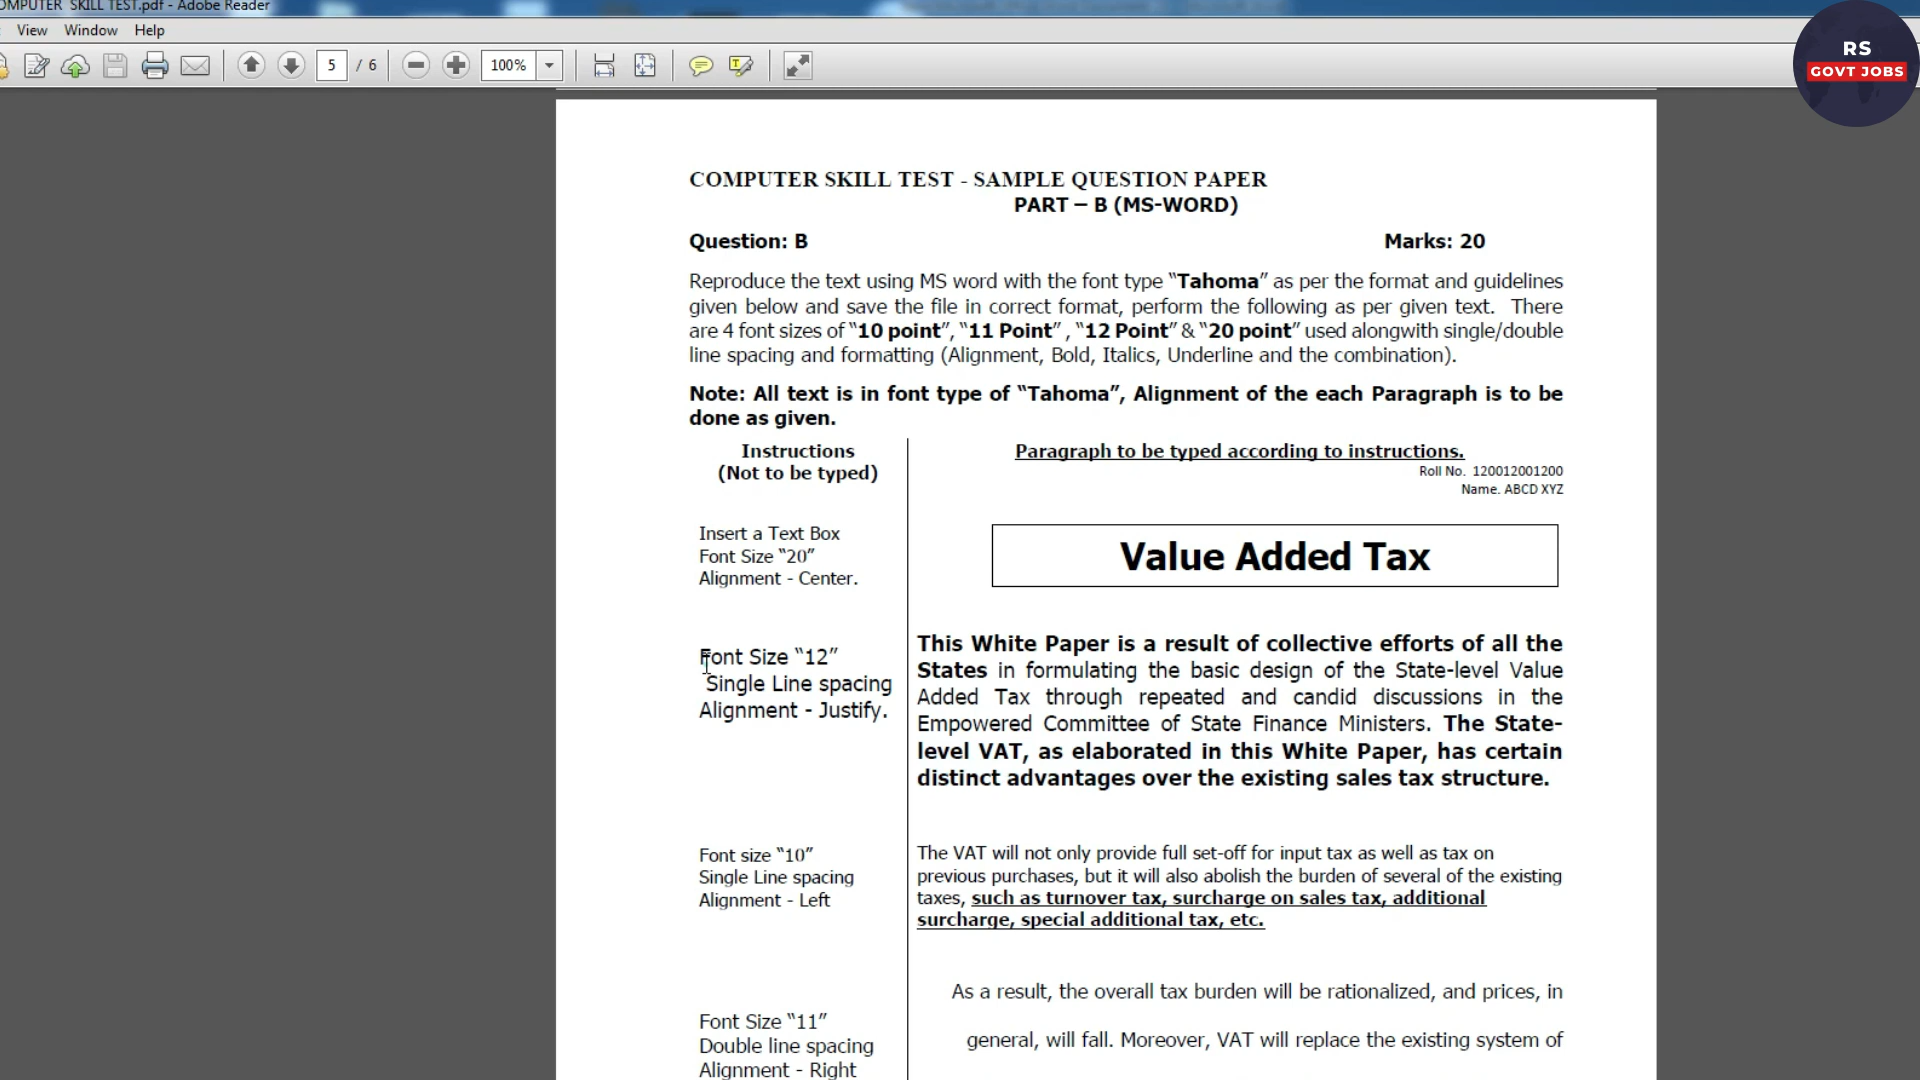 OMPUTER SKILL TEST.pdf - Adobe Reader
View Window Help
5 / 6 100%
RS
GOVT JOBS
COMPUTER SKILL TEST - SAMPLE QUESTION PAPER
PART – B (MS-WORD)
Question: B Marks: 20
Reproduce the text using MS word with the font type “Tahoma” as per the format and guidelines
given below and save the file in correct format, perform the following as per given text. There
are 4 font sizes of “10 point”, “11 Point” , “12 Point” & “20 point” used alongwith single/double
line spacing and formatting (Alignment, Bold, Italics, Underline and the combination).
Note: All text is in font type of “Tahoma”, Alignment of the each Paragraph is to be
done as given.
Instructions
(Not to be typed)
Paragraph to be typed according to instructions.
Roll No. 120012001200
Name. ABCD XYZ
Insert a Text Box
Font Size “20”
Alignment - Center.
Value Added Tax
Font Size “12”
Single Line spacing
Alignment - Justify.
This White Paper is a result of collective efforts of all the
States in formulating the basic design of the State-level Value
Added Tax through repeated and candid discussions in the
Empowered Committee of State Finance Ministers. The State-
level VAT, as elaborated in this White Paper, has certain
distinct advantages over the existing sales tax structure.
Font size “10”
Single Line spacing
Alignment - Left
The VAT will not only provide full set-off for input tax as well as tax on
previous purchases, but it will also abolish the burden of several of the existing
taxes, such as turnover tax, surcharge on sales tax, additional
surcharge, special additional tax, etc.
Font Size “11”
Double line spacing
Alignment - Right
As a result, the overall tax burden will be rationalized, and prices, in
general, will fall. Moreover, VAT will replace the existing system of